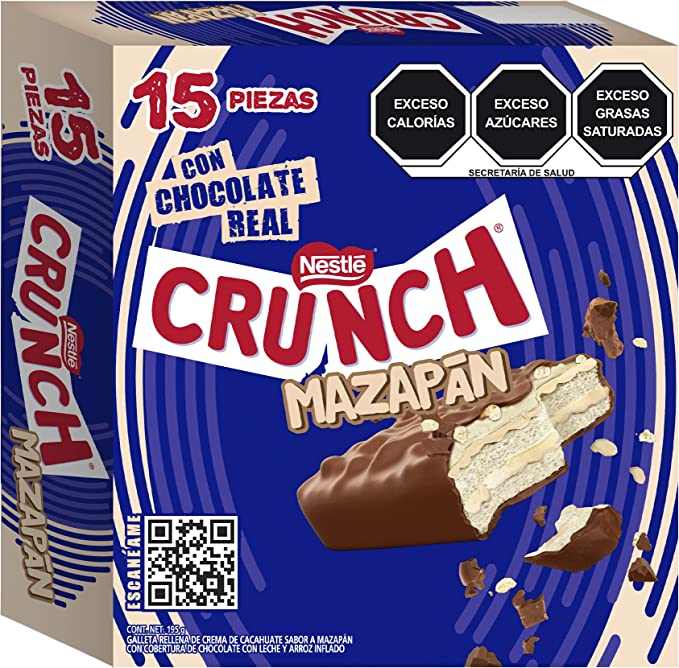 15
PIEZAS
Nestlé
CRUNCH®
MAZAPÁN
15 PIEZAS
CON
CHOCOLATE
REAL
EXCESO
CALORÍAS
EXCESO
AZÚCARES
EXCESO
GRASAS
SATURADAS
SECRETARÍA DE SALUD
Nestlé®
CRUNCH®
MAZAPÁN
ESCANÉAME
CONT. NET. 195g
GALLETA RELLENA DE CREMA DE CACAHUATE SABOR A MAZAPÁN
CON COBERTURA DE CHOCOLATE CON LECHE Y ARROZ INFLADO